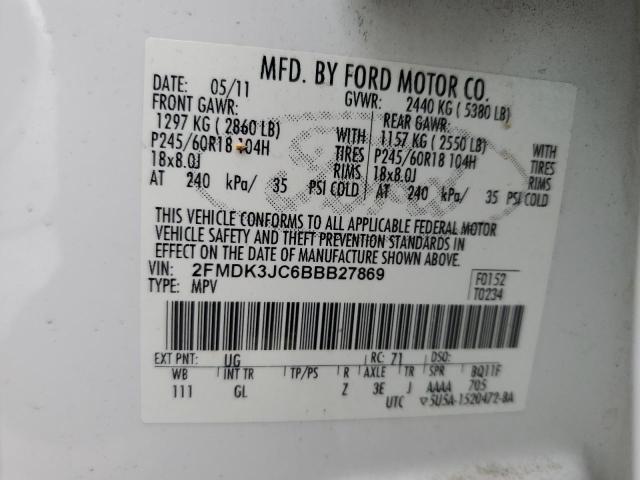 MFD. BY FORD MOTOR CO.
DATE: 05/11 GVWR: 2440 KG ( 5380 LB)
FRONT GAWR: REAR GAWR:
1297 KG ( 2860 LB) WITH 1157 KG ( 2550 LB) WITH
P245/60R18 104H TIRES P245/60R18 104H TIRES
18x8.0J RIMS 18x8.0J RIMS
AT 240 kPa/ 35 PSI COLD AT 240 kPa/ 35 PSI COLD
THIS VEHICLE CONFORMS TO ALL APPLICABLE FEDERAL MOTOR
VEHICLE SAFETY AND THEFT PREVENTION STANDARDS IN
EFFECT ON THE DATE OF MANUFACTURE SHOWN ABOVE.
VIN: 2FMDK3JC6BBB27869 F0152
TYPE: MPV T0234
EXT PNT: UG RC: 71 DSO:
WB INT TR TP/PS R AXLE TR SPR BQ11F
111 GL Z 3E J AAAA 705
UTC ▽5U5A-1520472-BA